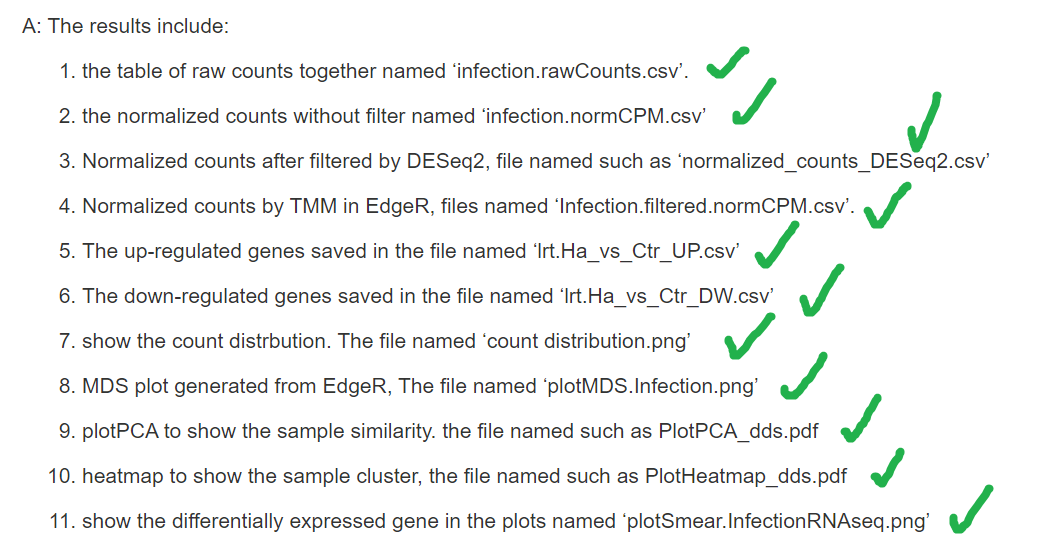 A: The results include:
1. the table of raw counts together named ‘infection.rawCounts.csv’.
2. the normalized counts without filter named ‘infection.normCPM.csv’
3. Normalized counts after filtered by DESeq2, file named such as ‘normalized_counts_DESeq2.csv’
4. Normalized counts by TMM in EdgeR, files named ‘Infection.filtered.normCPM.csv’.
5. The up-regulated genes saved in the file named ‘lrt.Ha_vs_Ctr_UP.csv’
6. The down-regulated genes saved in the file named ‘lrt.Ha_vs_Ctr_DW.csv’
7. show the count distrbution. The file named ‘count distribution.png’
8. MDS plot generated from EdgeR, The file named ‘plotMDS.Infection.png’
9. plotPCA to show the sample similarity. the file named such as PlotPCA_dds.pdf
10. heatmap to show the sample cluster, the file named such as PlotHeatmap_dds.pdf
11. show the differentially expressed gene in the plots named ‘plotSmear.InfectionRNAseq.png’